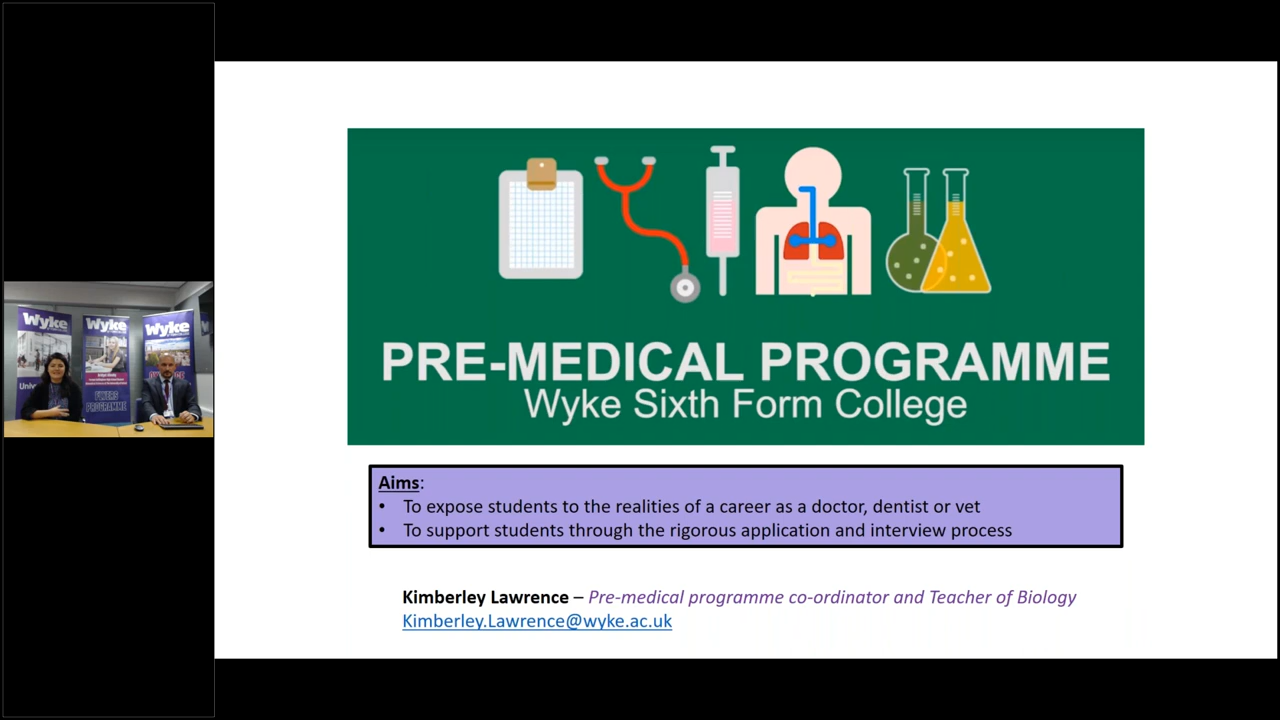 Wyke
Wyke
Wyke
FLYERS
PROGRAMME
PRE-MEDICAL PROGRAMME
Wyke Sixth Form College
Aims:
• To expose students to the realities of a career as a doctor, dentist or vet
• To support students through the rigorous application and interview process
Kimberley Lawrence – Pre-medical programme co-ordinator and Teacher of Biology
Kimberley.Lawrence@wyke.ac.uk